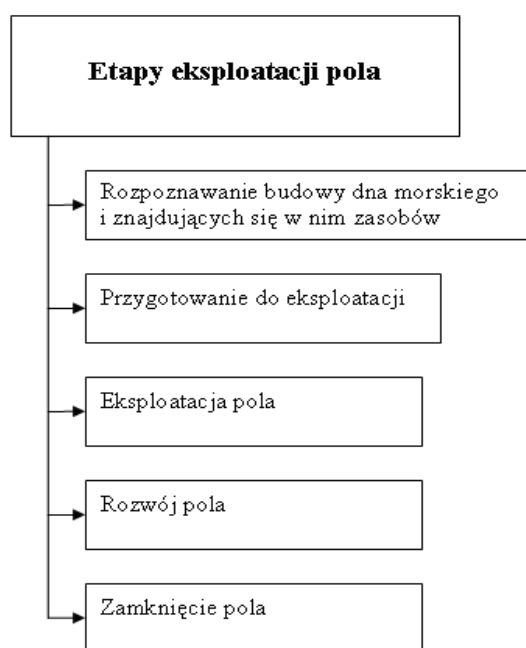 Etapy eksploatacji pola
Rozpoznawanie budowy dna morskiego
i znajdujących się w nim zasobów
Przygotowanie do eksploatacji
Eksploatacja pola
Rozwój pola
Zamknięcie pola